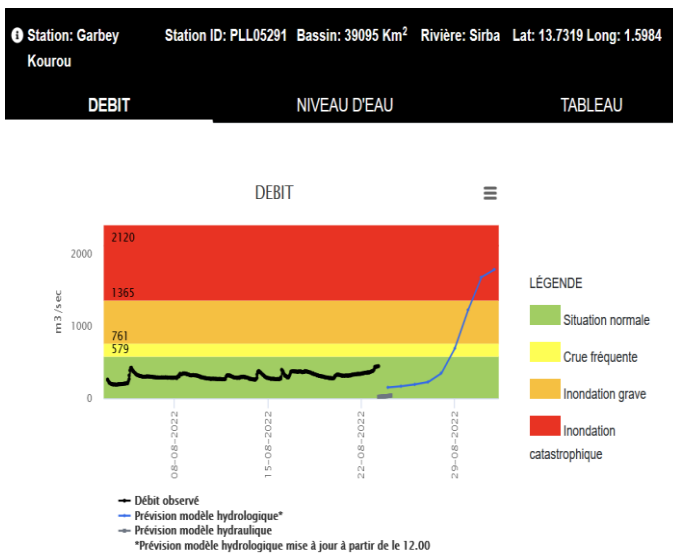 Station: Garbey Kourou
Station ID: PLL05291 Bassin: 39095 Km² Rivière: Sirba Lat: 13.7319 Long: 1.5984
DEBIT NIVEAU D'EAU TABLEAU
DEBIT
2120
2000
1365
1000
761
579
0
m3/sec
08-08-2022
15-08-2022
22-08-2022
29-08-2022
LÉGENDE
Situation normale
Crue fréquente
Inondation grave
Inondation
catastrophique
Débit observé
Prévision modèle hydrologique*
Prévision modèle hydraulique
*Prévision modèle hydrologique mise à jour à partir de le 12.00